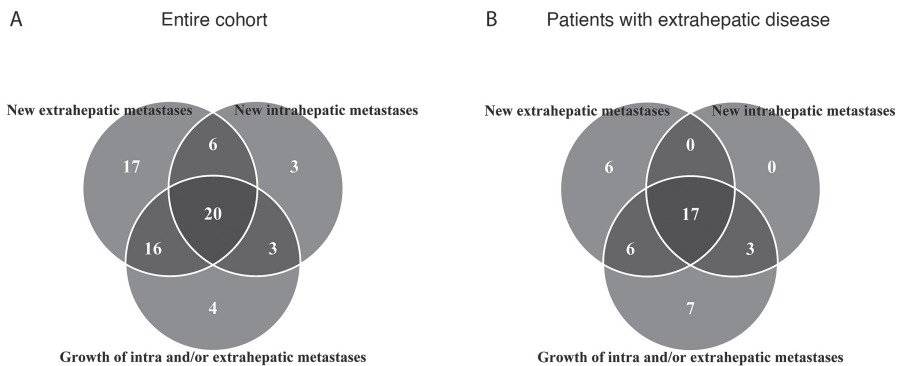 A Entire cohort
New extrahepatic metastases New intrahepatic metastases
6
17 3
20
16 3
4
Growth of intra and/or extrahepatic metastases
B Patients with extrahepatic disease
New extrahepatic metastases New intrahepatic metastases
0
6 0
17
6 3
7
Growth of intra and/or extrahepatic metastases